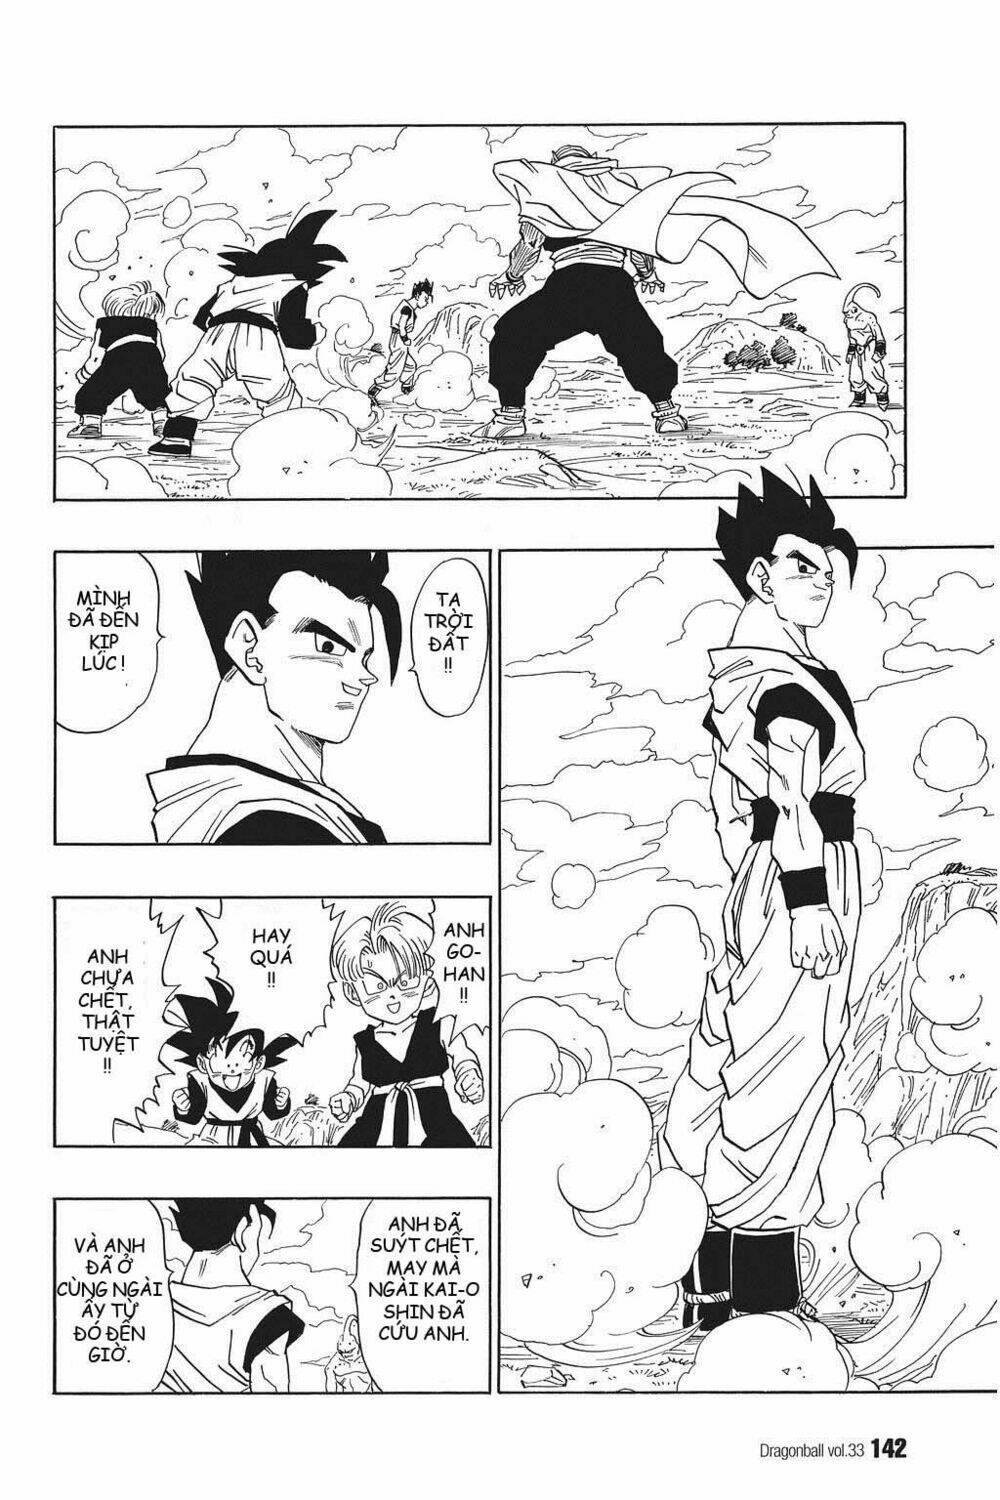 TẠ
TRỜI
ĐẤT
!!
MÌNH
ĐÃ ĐẾN
KỊP
LÚC!
ANH
GO-
HAN
!!
HAY
QUÁ
!!
ANH
CHƯA
CHẾT,
THẬT
TUYỆT
!!
ANH ĐÃ
SUÝT CHẾT,
MAY MÀ
NGÀI KAI-O
SHIN ĐÃ
CỨU ANH.
VÀ ANH
ĐÃ Ở
CÙNG NGÀI
ẤY TỪ
ĐÓ ĐẾN
GIỜ.
Dragonball vol.33 142